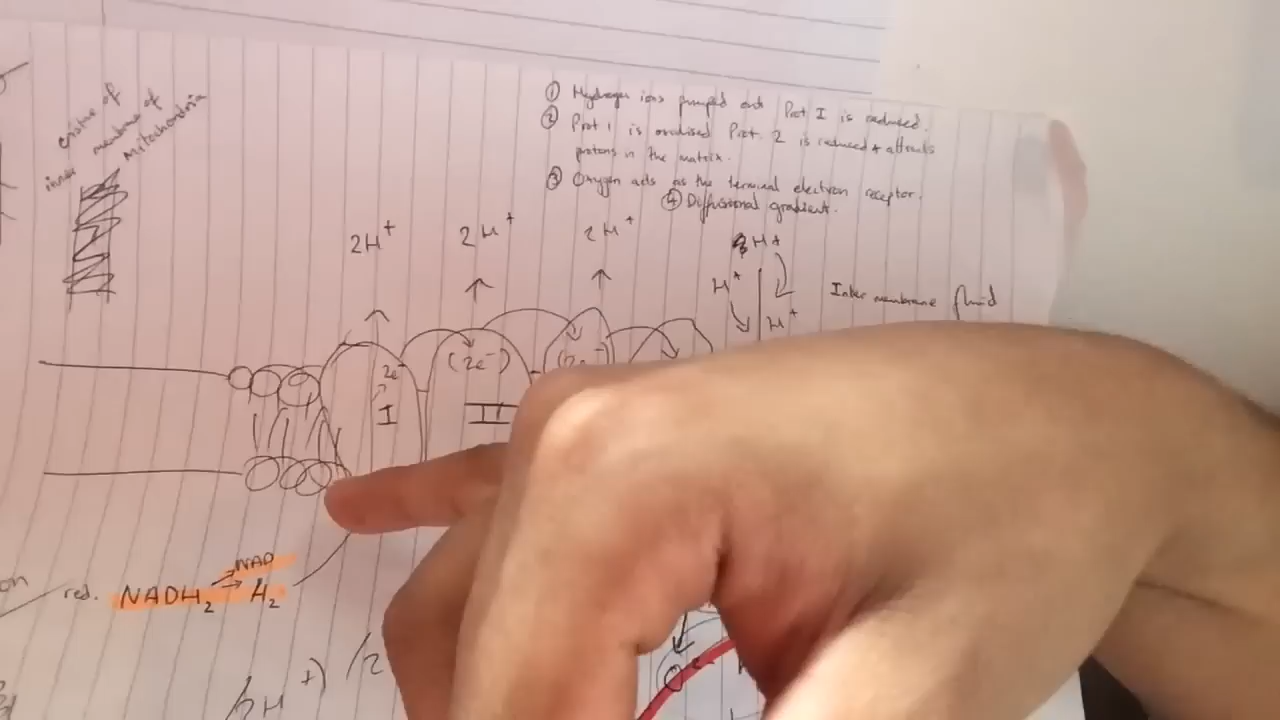 cristae of
inner membrane of
mitochondria
① Hydrogen ions pumped out Prot I is reduced.
② Prot 1 is oxidised Prot. 2 is reduced & attracts
protons in the matrix.
③ Oxygen acts as the terminal electron receptor.
④ Diffusional gradient.
2H⁺ 2H⁺ 2H⁺
H⁺ H⁺
Inter membrane fluid
2e⁻ (2e⁻)
I II
NAD
red. NADH₂ → H₂